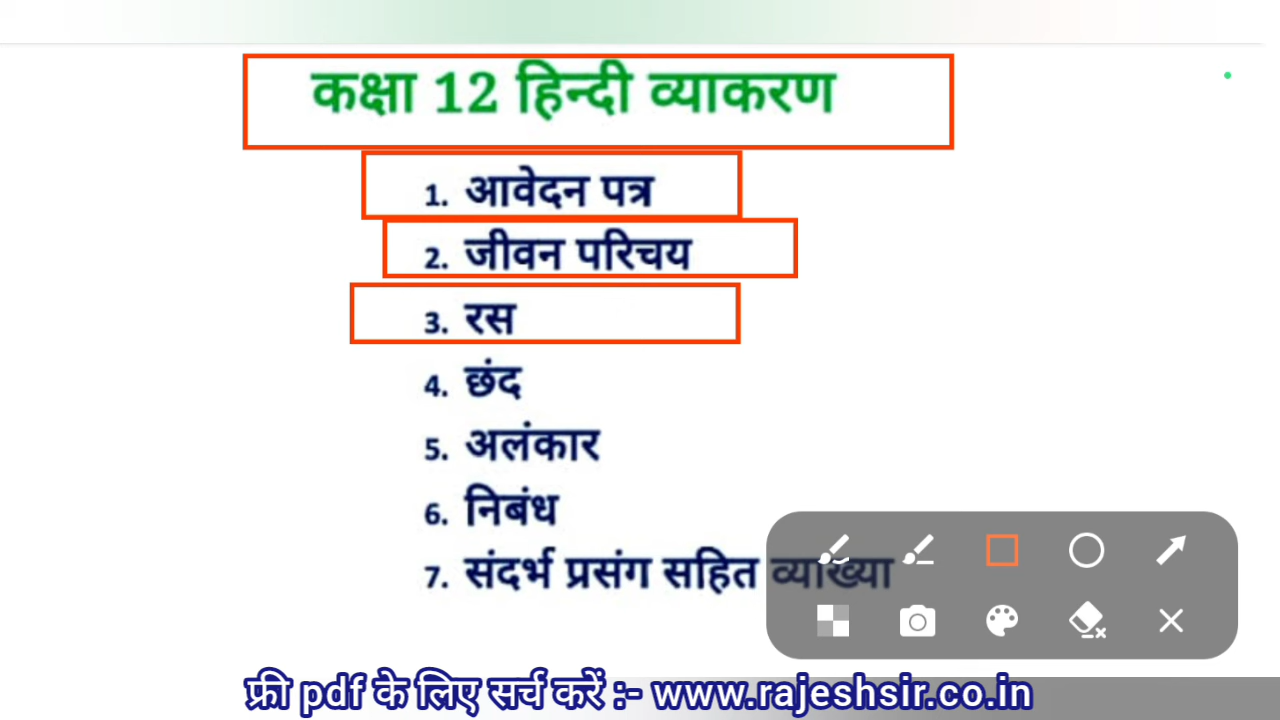 कक्षा 12 हिन्दी व्याकरण
1. आवेदन पत्र
2. जीवन परिचय
3. रस
4. छंद
5. अलंकार
6. निबंध
7. संदर्भ प्रसंग सहित व्याख्या
फ्री pdf के लिए सर्च करें :- www.rajeshsir.co.in